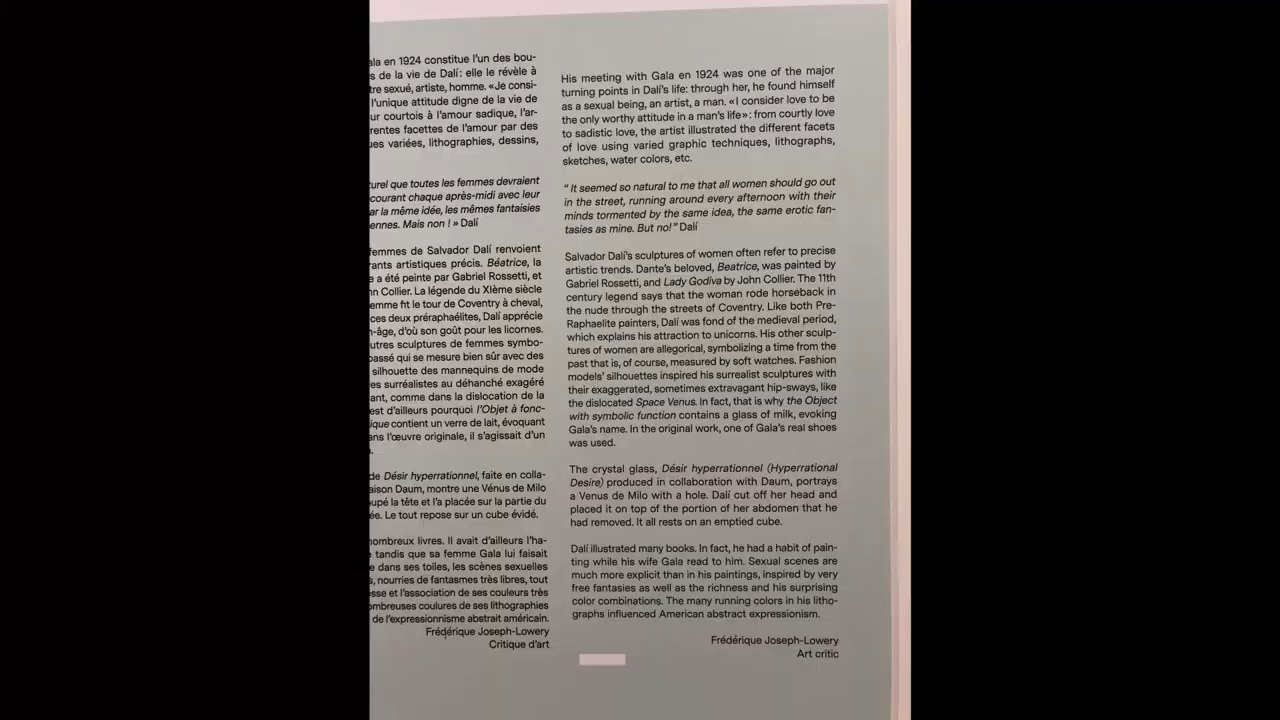 ala en 1924 constitue l'un des bou-
s de la vie de Dalí : elle le révèle à
tre sexué, artiste, homme. « Je consi-
l'unique attitude digne de la vie de
ur courtois à l'amour sadique, l'ar-
rentes facettes de l'amour par des
ues variées, lithographies, dessins,
turel que toutes les femmes devraient
courant chaque après-midi avec leur
ar la même idée, les mêmes fantaisies
ennes. Mais non ! » Dalí
femmes de Salvador Dalí renvoient
rants artistiques précis. Béatrice, la
a été peinte par Gabriel Rossetti, et
hn Collier. La légende du XIème siècle
emme fit le tour de Coventry à cheval,
ces deux préraphaélites, Dalí apprécie
n-âge, d'où son goût pour les licornes.
utres sculptures de femmes symbo-
passé qui se mesure bien sûr avec des
silhouette des mannequins de mode
es surréalistes au déhanché exagéré
ant, comme dans la dislocation de la
est d'ailleurs pourquoi l'Objet à fonc-
ique contient un verre de lait, évoquant
ans l'œuvre originale, il s'agissait d'un
de Désir hyperrationnel, faite en colla-
aison Daum, montre une Vénus de Milo
oupé la tête et l'a placée sur la partie du
ée. Le tout repose sur un cube évidé.
nombreux livres. Il avait d'ailleurs l'ha-
tandis que sa femme Gala lui faisait
e dans ses toiles, les scènes sexuelles
s, nourries de fantasmes très libres, tout
esse et l'association de ses couleurs très
ombreuses coulures de ses lithographies
de l'expressionnisme abstrait américain.
Frédérique Joseph-Lowery
Critique d'art
His meeting with Gala en 1924 was one of the major
turning points in Dalí's life: through her, he found himself
as a sexual being, an artist, a man. « I consider love to be
the only worthy attitude in a man's life » : from courtly love
to sadistic love, the artist illustrated the different facets
of love using varied graphic techniques, lithographs,
sketches, water colors, etc.
" It seemed so natural to me that all women should go out
in the street, running around every afternoon with their
minds tormented by the same idea, the same erotic fan-
tasies as mine. But no! " Dalí
Salvador Dalí's sculptures of women often refer to precise
artistic trends. Dante's beloved, Beatrice, was painted by
Gabriel Rossetti, and Lady Godiva by John Collier. The 11th
century legend says that the woman rode horseback in
the nude through the streets of Coventry. Like both Pre-
Raphaelite painters, Dalí was fond of the medieval period,
which explains his attraction to unicorns. His other sculp-
tures of women are allegorical, symbolizing a time from the
past that is, of course, measured by soft watches. Fashion
models' silhouettes inspired his surrealist sculptures with
their exaggerated, sometimes extravagant hip-sways, like
the dislocated Space Venus. In fact, that is why the Object
with symbolic function contains a glass of milk, evoking
Gala's name. In the original work, one of Gala's real shoes
was used.
The crystal glass, Désir hyperrationnel (Hyperrational
Desire) produced in collaboration with Daum, portrays
a Venus de Milo with a hole. Dalí cut off her head and
placed it on top of the portion of her abdomen that he
had removed. It all rests on an emptied cube.
Dalí illustrated many books. In fact, he had a habit of pain-
ting while his wife Gala read to him. Sexual scenes are
much more explicit than in his paintings, inspired by very
free fantasies as well as the richness and his surprising
color combinations. The many running colors in his litho-
graphs influenced American abstract expressionism.
Frédérique Joseph-Lowery
Art critic